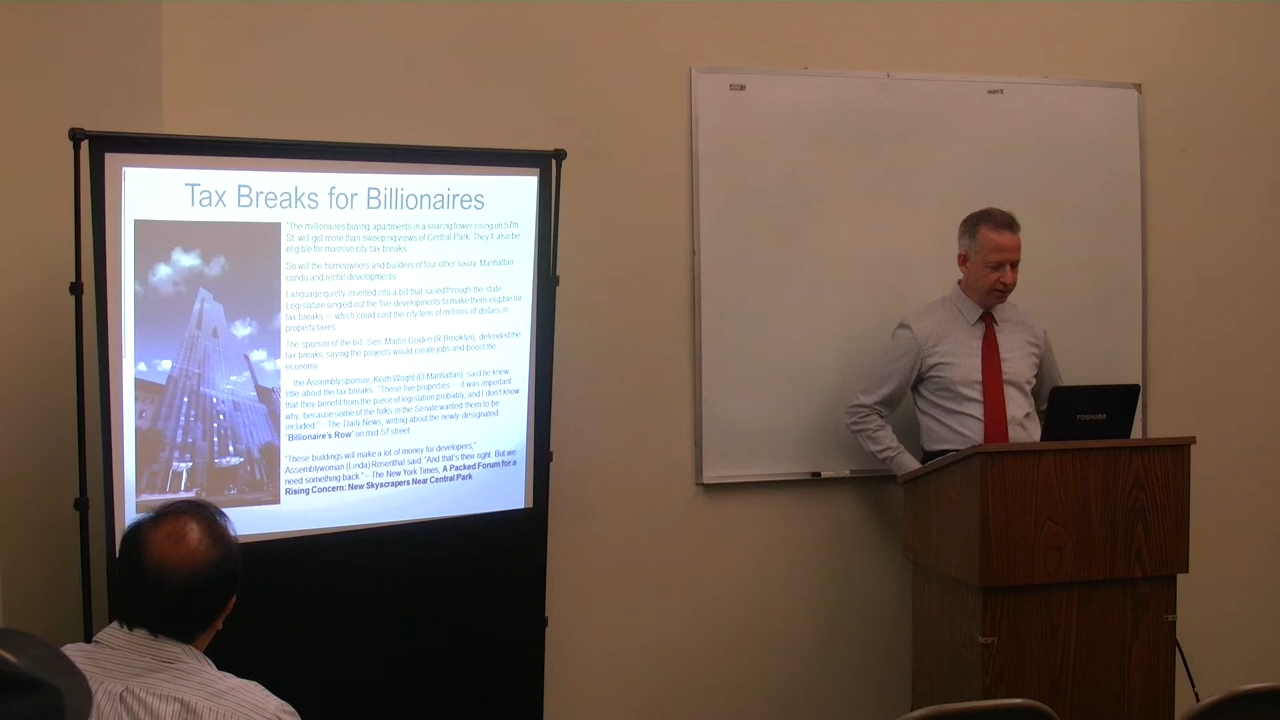 Tax Breaks for Billionaires
"The millionaires buying apartments in a soaring tower rising on 57th
St. will get more than sweeping views of Central Park: They'll also be
eligible for massive city tax breaks.
So will the homeowners and builders of four other luxury Manhattan
condo and rental developments.
Language quietly inserted into a bill that sailed through the state
Legislature singled out the five developments to make them eligible for
tax breaks — which could cost the city tens of millions of dollars in
property taxes.
The sponsor of the bill, Sen. Martin Golden (R-Brooklyn), defended the
tax breaks, saying the projects would create jobs and boost the
economy.
the Assembly sponsor, Keith Wright (D-Manhattan), said he knew
little about the tax breaks. "These five properties — it was important
that they benefit from the piece of legislation probably, and I don't know
why, because some of the folks in the Senate wanted them to be
included." – The Daily News, writing about the newly designated
"Billionaire's Row" on mid 57 street
"These buildings will make a lot of money for developers,"
Assemblywoman (Linda) Rosenthal said. "And that's their right. But we
need something back." – The New York Times, A Packed Forum for a
Rising Concern: New Skyscrapers Near Central Park
TOSHIBA